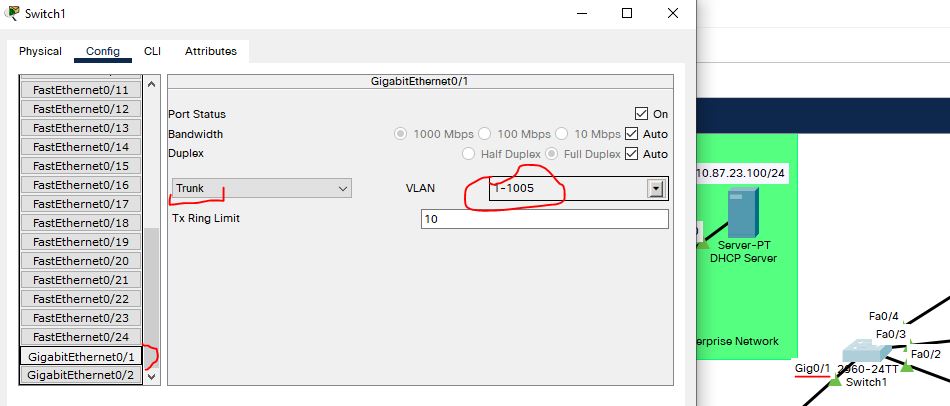 Switch1
Physical Config CLI Attributes
FastEthernet0/11
FastEthernet0/12
FastEthernet0/13
FastEthernet0/14
FastEthernet0/15
FastEthernet0/16
FastEthernet0/17
FastEthernet0/18
FastEthernet0/19
FastEthernet0/20
FastEthernet0/21
FastEthernet0/22
FastEthernet0/23
FastEthernet0/24
GigabitEthernet0/1
GigabitEthernet0/2
GigabitEthernet0/1
Port Status On
Bandwidth 1000 Mbps 100 Mbps 10 Mbps Auto
Duplex Half Duplex Full Duplex Auto
Trunk VLAN 1-1005
Tx Ring Limit 10
10.87.23.100/24
Server-PT
DHCP Server
erprise Network
Fa0/4
Fa0/3
Fa0/2
Gig0/1
2960-24TT
Switch1